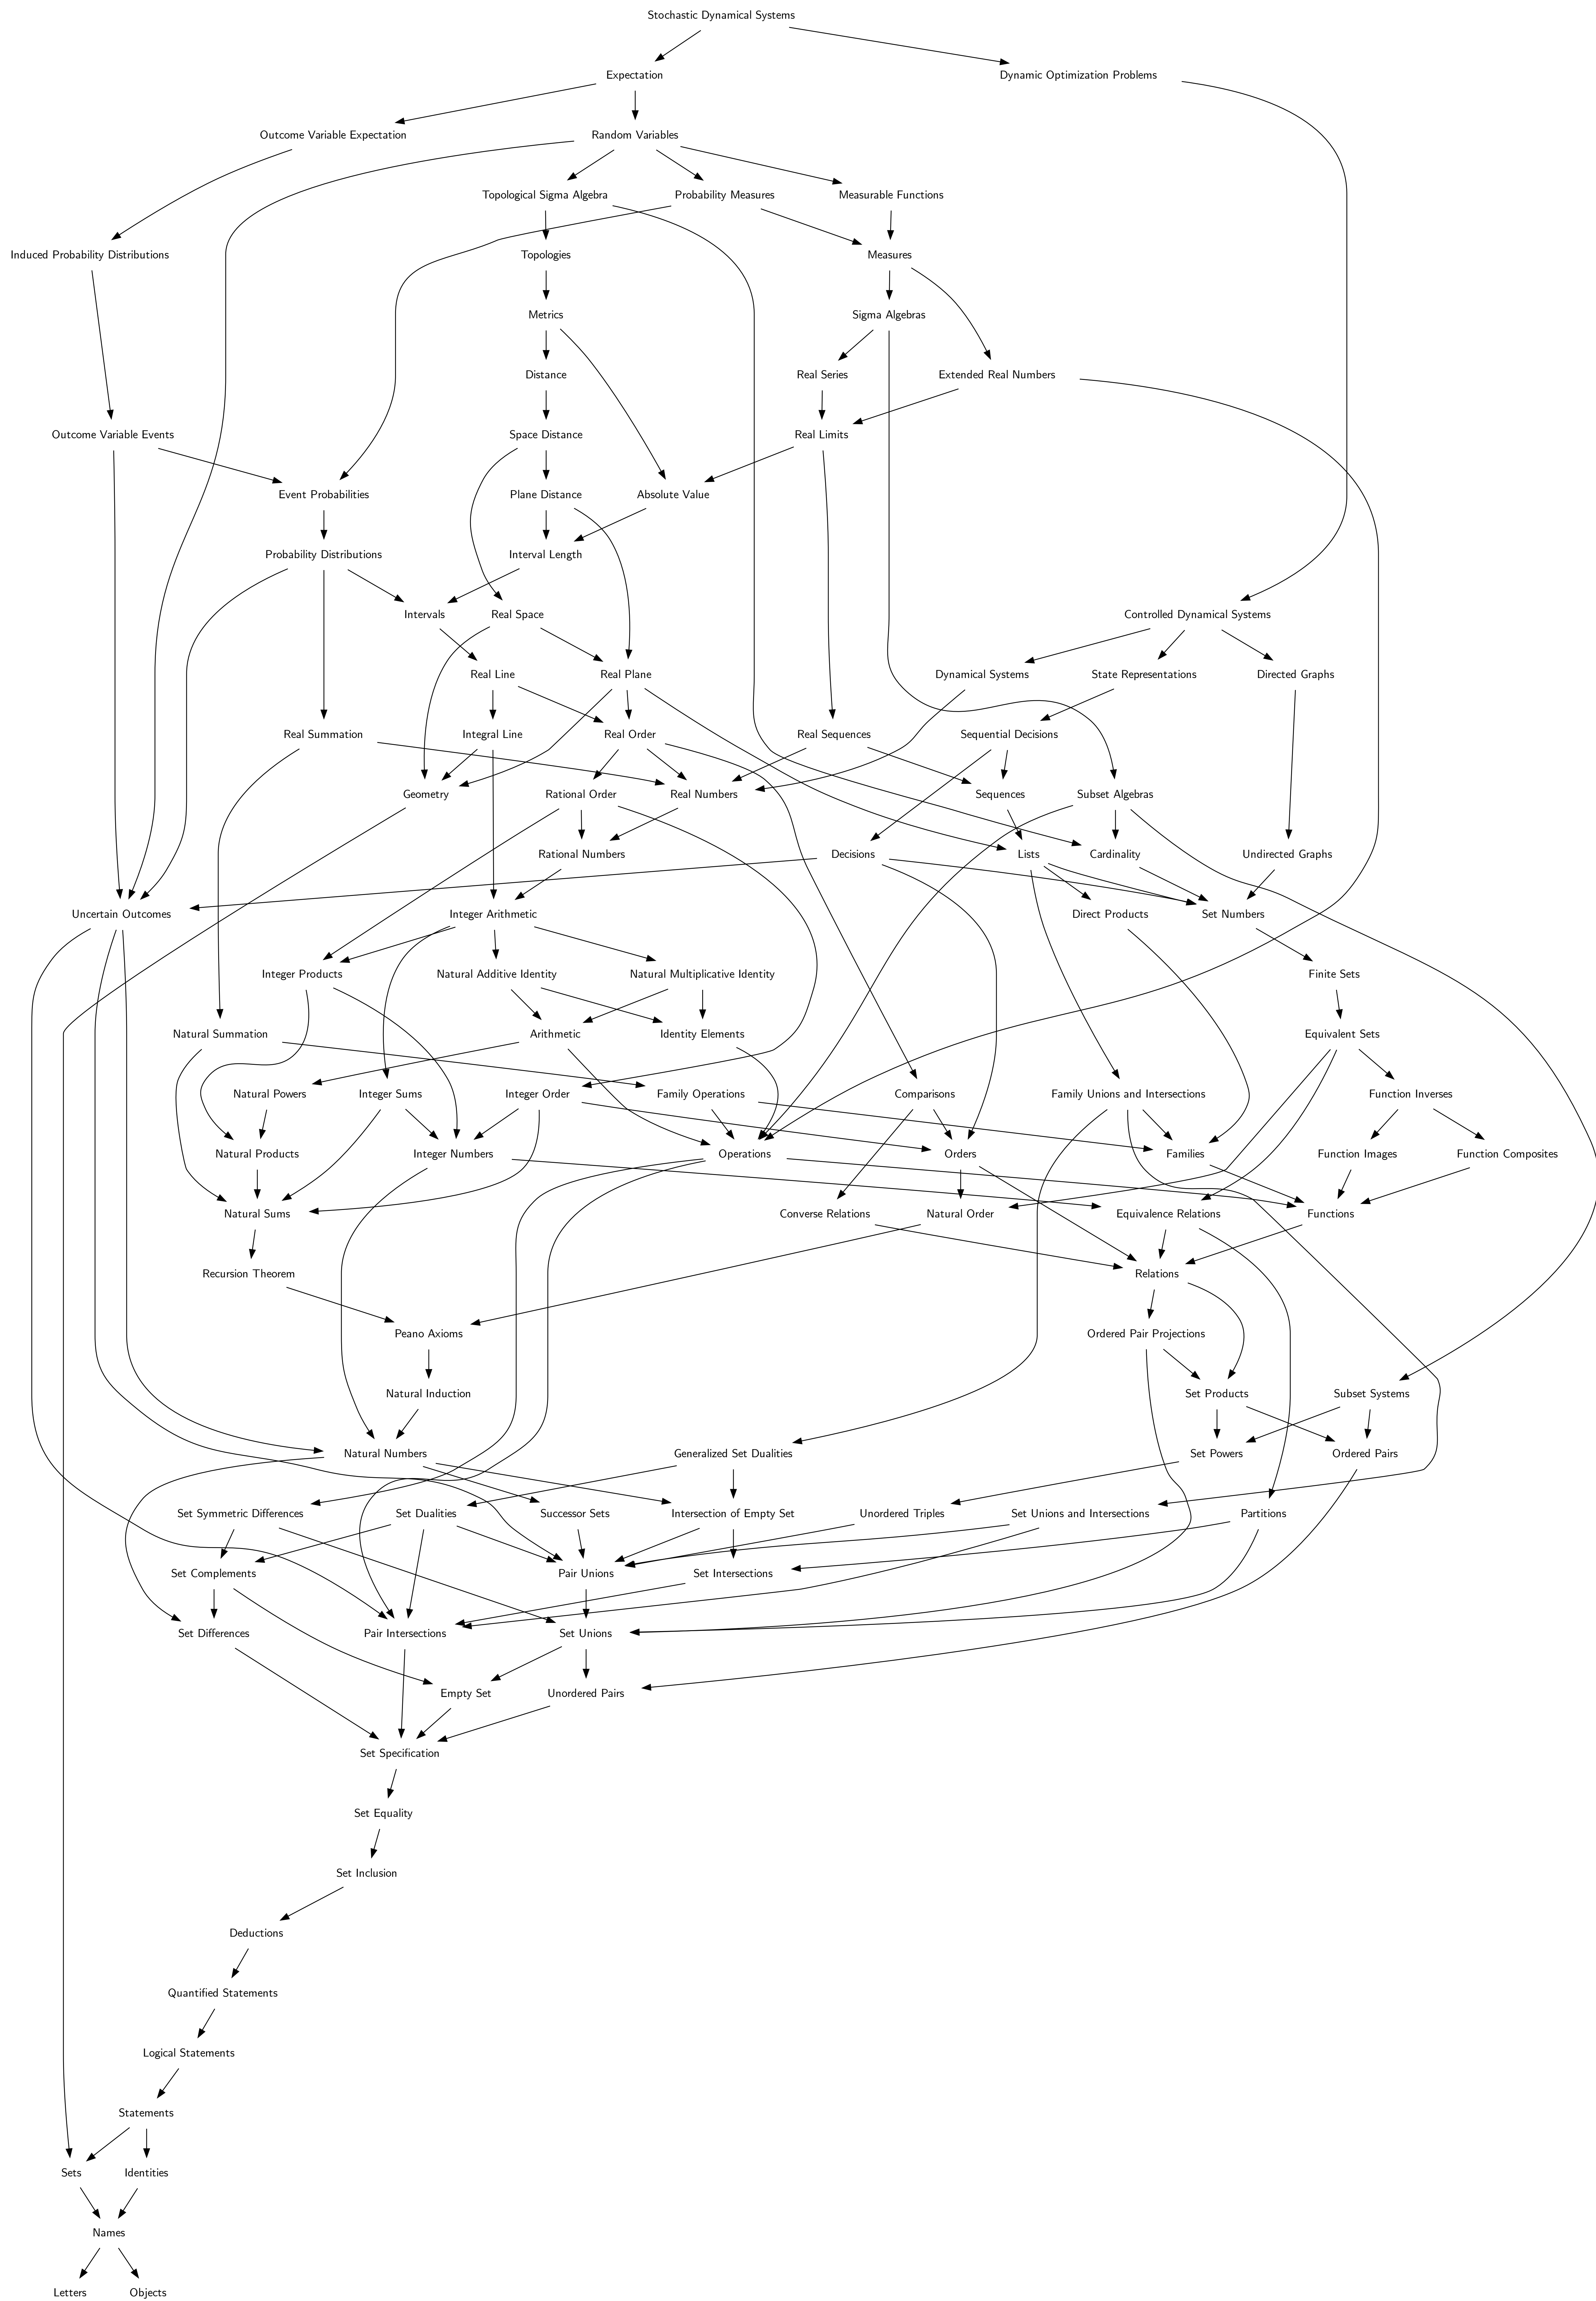 Stochastic Dynamical Systems
Expectation
Dynamic Optimization Problems
Outcome Variable Expectation
Random Variables
Topological Sigma Algebra
Probability Measures
Measurable Functions
Induced Probability Distributions
Topologies
Measures
Metrics
Sigma Algebras
Distance
Real Series
Extended Real Numbers
Outcome Variable Events
Space Distance
Real Limits
Event Probabilities
Plane Distance
Absolute Value
Probability Distributions
Interval Length
Intervals
Real Space
Controlled Dynamical Systems
Real Line
Real Plane
Dynamical Systems
State Representations
Directed Graphs
Real Summation
Integral Line
Real Order
Real Sequences
Sequential Decisions
Geometry
Rational Order
Real Numbers
Sequences
Subset Algebras
Rational Numbers
Decisions
Lists
Cardinality
Undirected Graphs
Uncertain Outcomes
Integer Arithmetic
Direct Products
Set Numbers
Integer Products
Natural Additive Identity
Natural Multiplicative Identity
Finite Sets
Natural Summation
Arithmetic
Identity Elements
Equivalent Sets
Natural Powers
Integer Sums
Integer Order
Family Operations
Comparisons
Family Unions and Intersections
Function Inverses
Natural Products
Integer Numbers
Operations
Orders
Families
Function Images
Function Composites
Natural Sums
Converse Relations
Natural Order
Equivalence Relations
Functions
Recursion Theorem
Relations
Peano Axioms
Ordered Pair Projections
Natural Induction
Set Products
Subset Systems
Natural Numbers
Generalized Set Dualities
Set Powers
Ordered Pairs
Set Symmetric Differences
Set Dualities
Successor Sets
Intersection of Empty Set
Unordered Triples
Set Unions and Intersections
Partitions
Set Complements
Pair Unions
Set Intersections
Set Differences
Pair Intersections
Set Unions
Empty Set
Unordered Pairs
Set Specification
Set Equality
Set Inclusion
Deductions
Quantified Statements
Logical Statements
Statements
Sets
Identities
Names
Letters
Objects